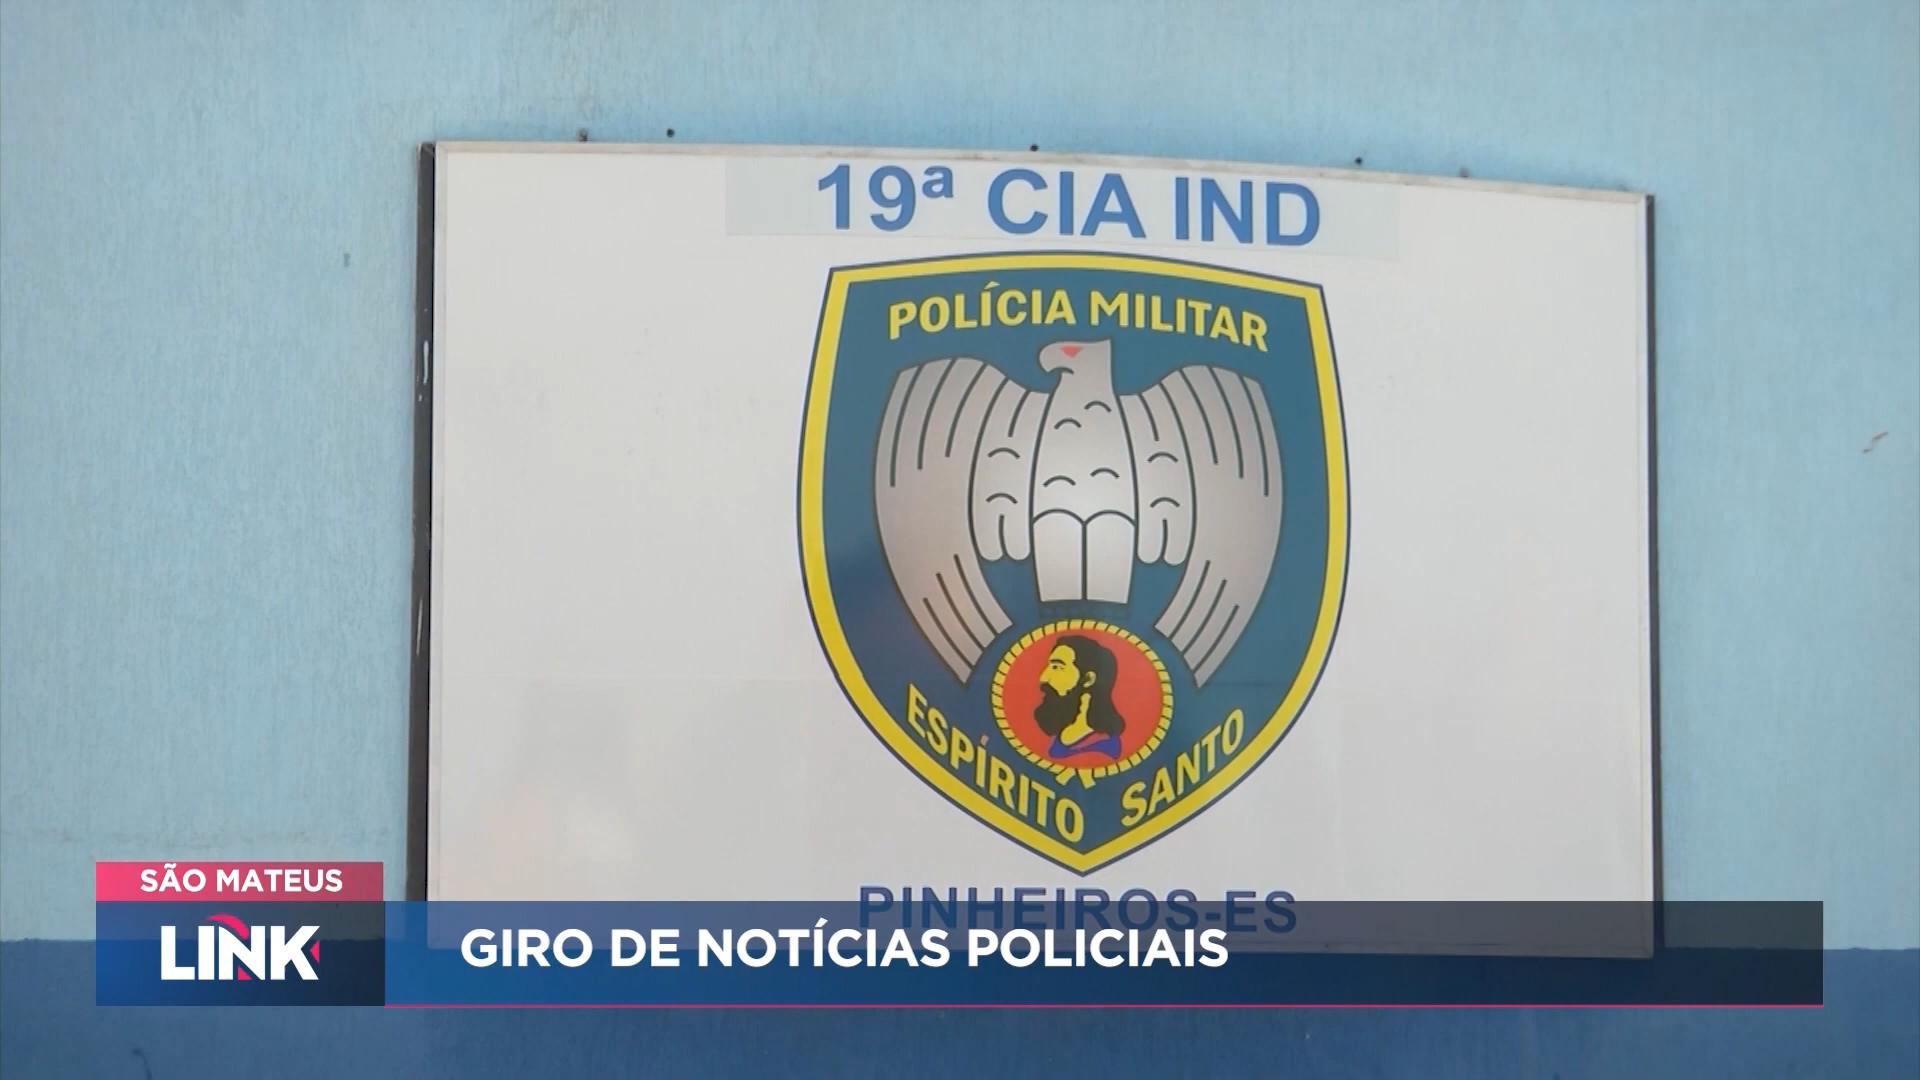 19ª CIA IND
POLÍCIA MILITAR
ESPÍRITO SANTO
PINHEIROS-ES
SÃO MATEUS
LINK
GIRO DE NOTÍCIAS POLICIAIS